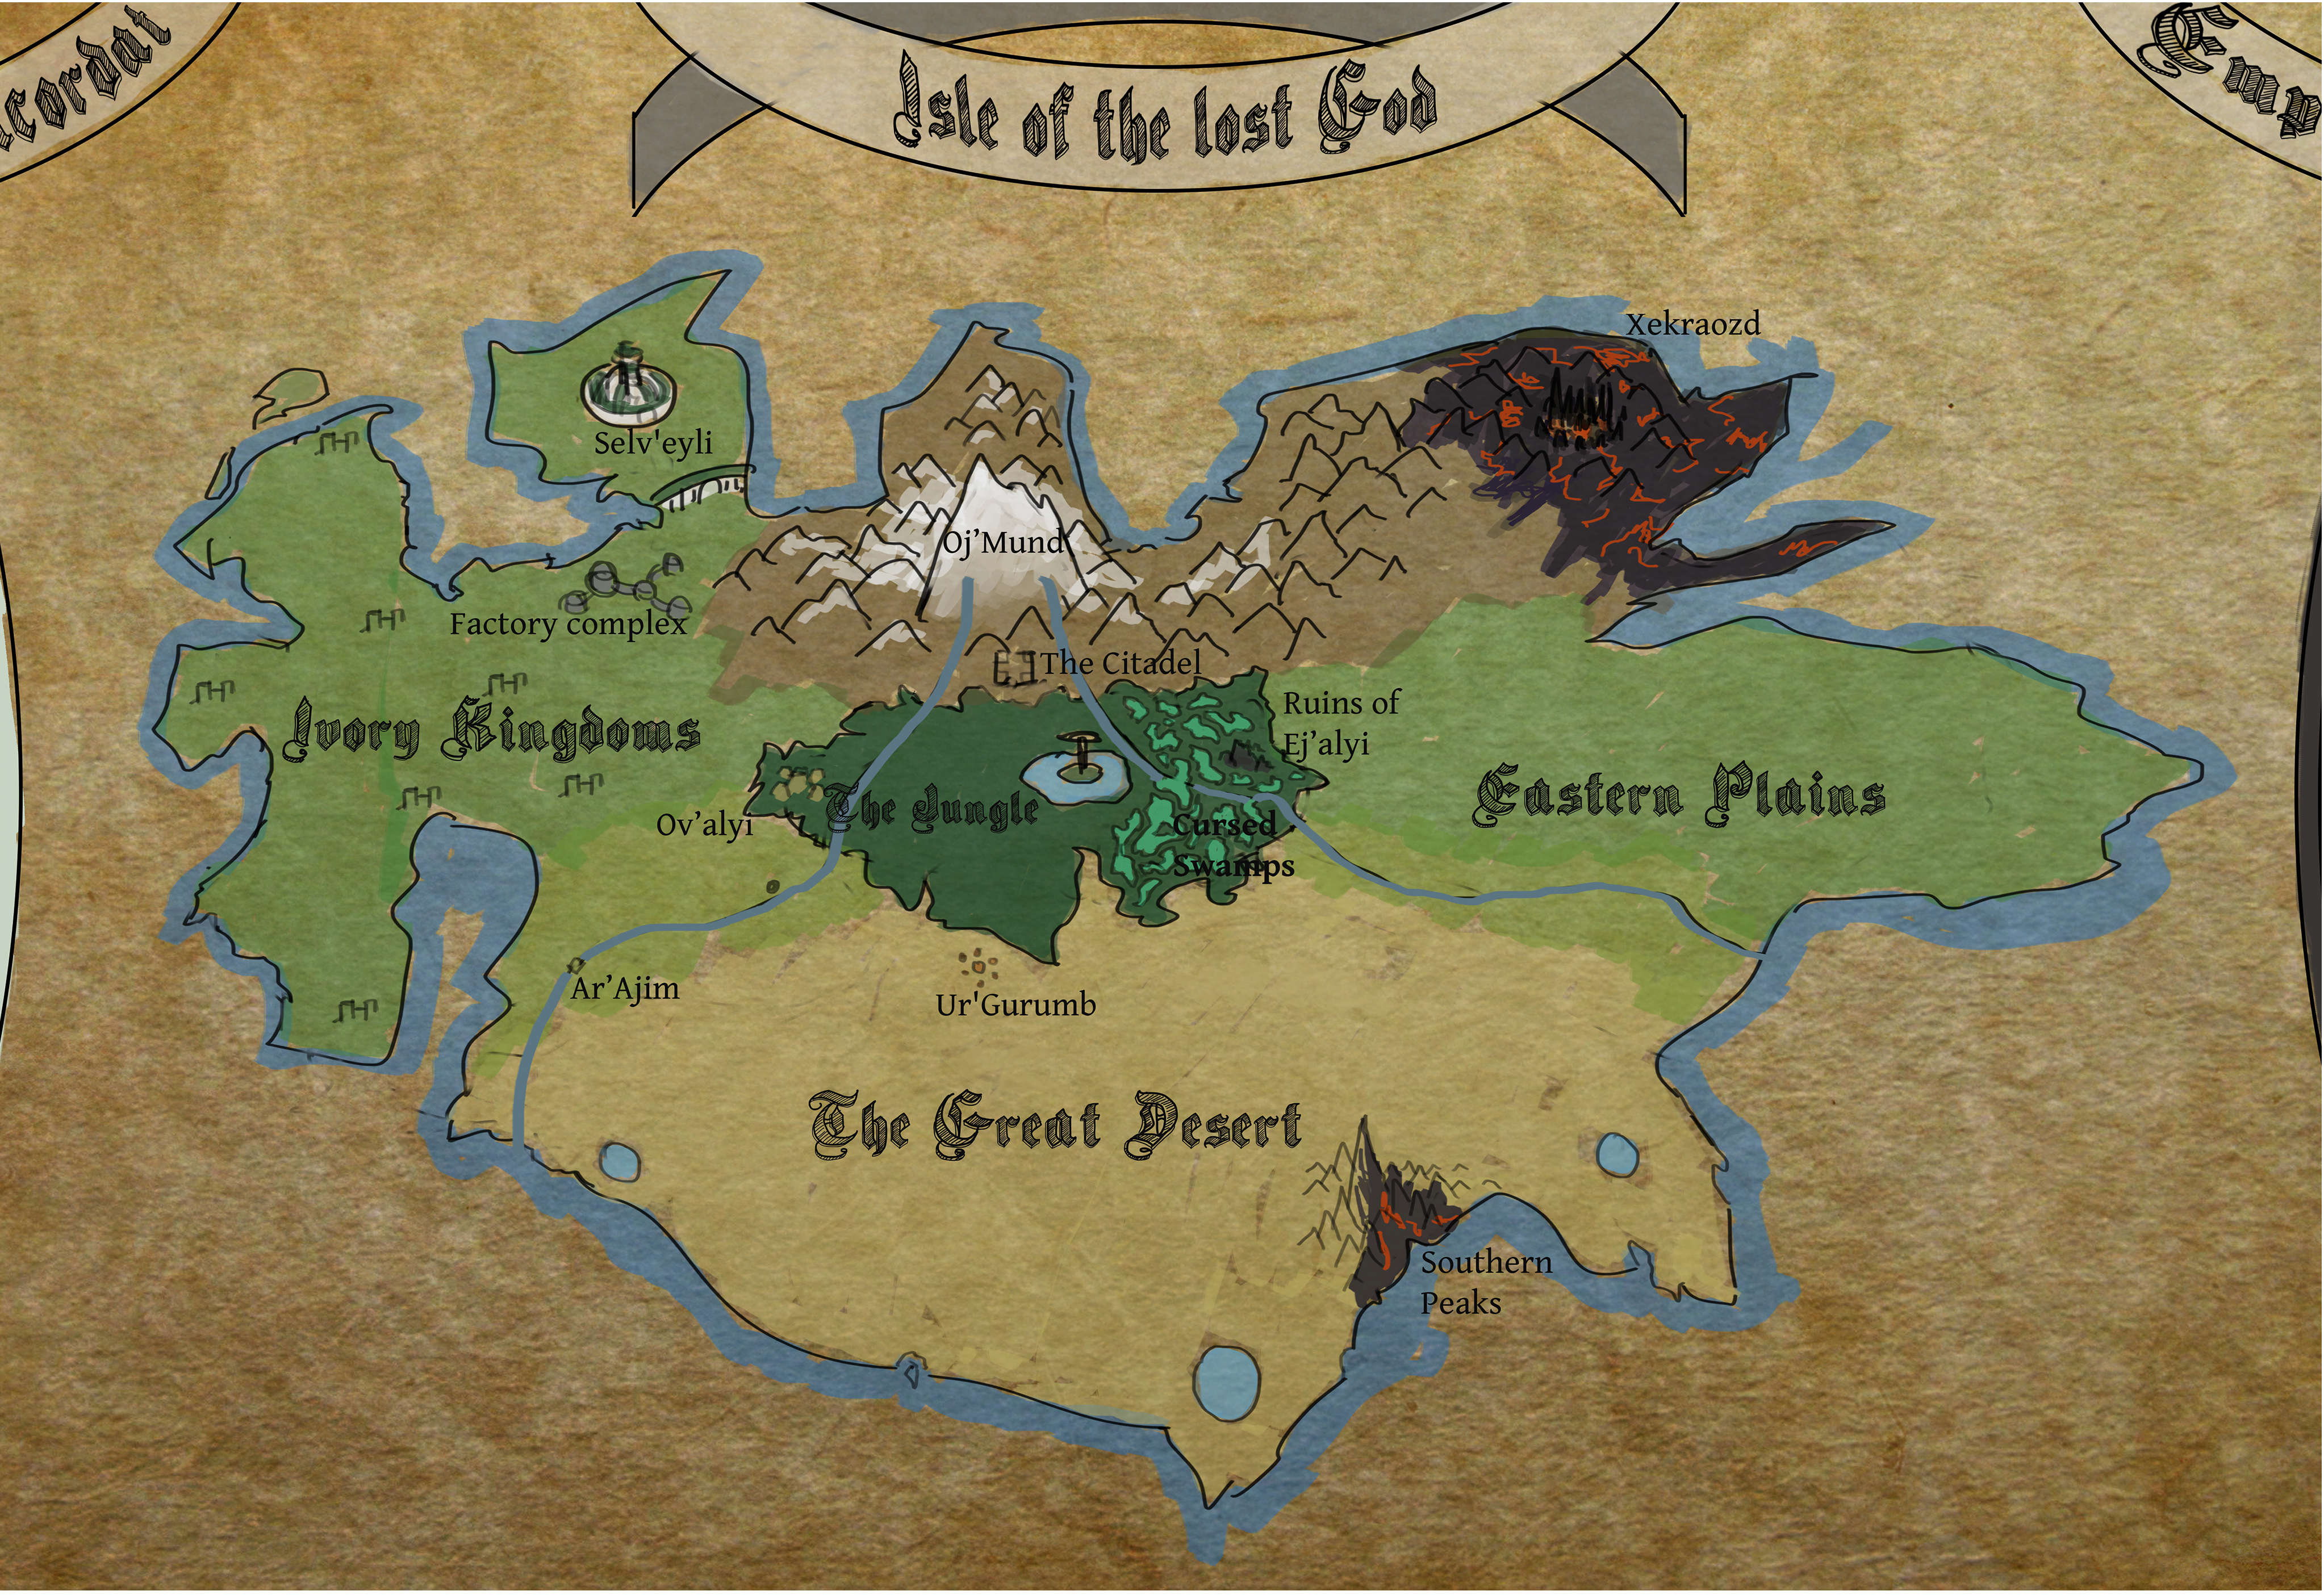 cordat
Isle of the lost God
Emp
Xekraozd
Selv'eyli
Oj’Mund
Factory complex
The Citadel
Ruins of
Ej’alyi
Ivory Kingdoms
Eastern Plains
The Jungle
Ov’alyi
Cursed
Swamps
Ar’Ajim
Ur'Gurumb
The Great Desert
Southern
Peaks